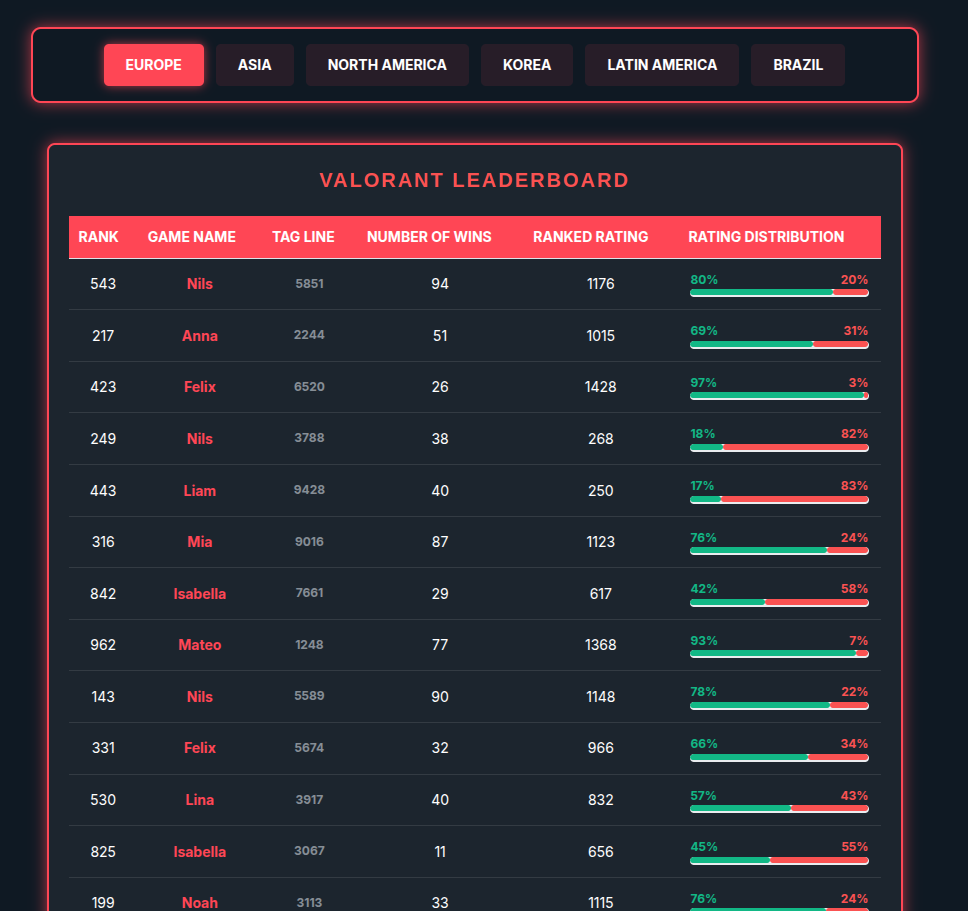 EUROPE ASIA NORTH AMERICA KOREA LATIN AMERICA BRAZIL
VALORANT LEADERBOARD
RANK GAME NAME TAG LINE NUMBER OF WINS RANKED RATING RATING DISTRIBUTION
543 Nils 5851 94 1176 80% 20%
217 Anna 2244 51 1015 69% 31%
423 Felix 6520 26 1428 97% 3%
249 Nils 3788 38 268 18% 82%
443 Liam 9428 40 250 17% 83%
316 Mia 9016 87 1123 76% 24%
842 Isabella 7661 29 617 42% 58%
962 Mateo 1248 77 1368 93% 7%
143 Nils 5589 90 1148 78% 22%
331 Felix 5674 32 966 66% 34%
530 Lina 3917 40 832 57% 43%
825 Isabella 3067 11 656 45% 55%
199 Noah 3113 33 1115 76% 24%